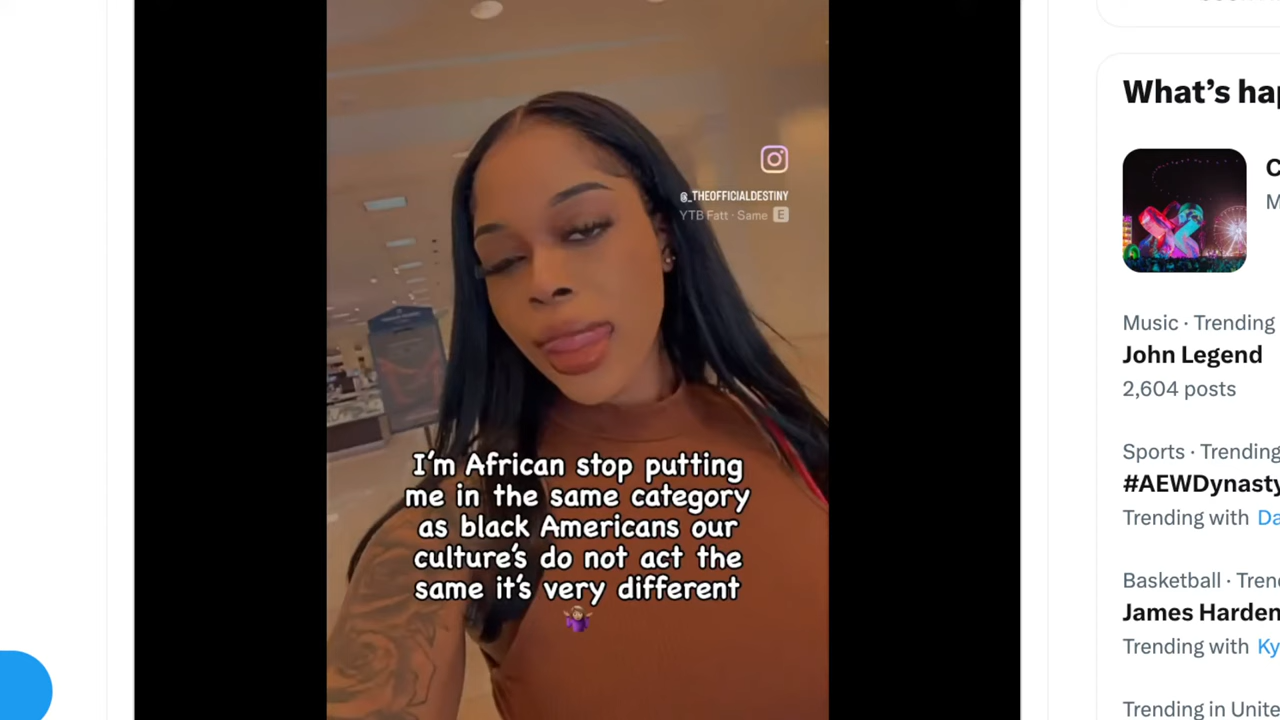 What's hap
@_THEOFFICIALDESTINY
YTB Fatt · Same E
I'm African stop putting
me in the same category
as black Americans our
culture's do not act the
same it's very different
C
M
Music · Trending
John Legend
2,604 posts
Sports · Trending
#AEWDynasty
Trending with Da
Basketball · Tren
James Harden
Trending with Ky
Trending in Unite